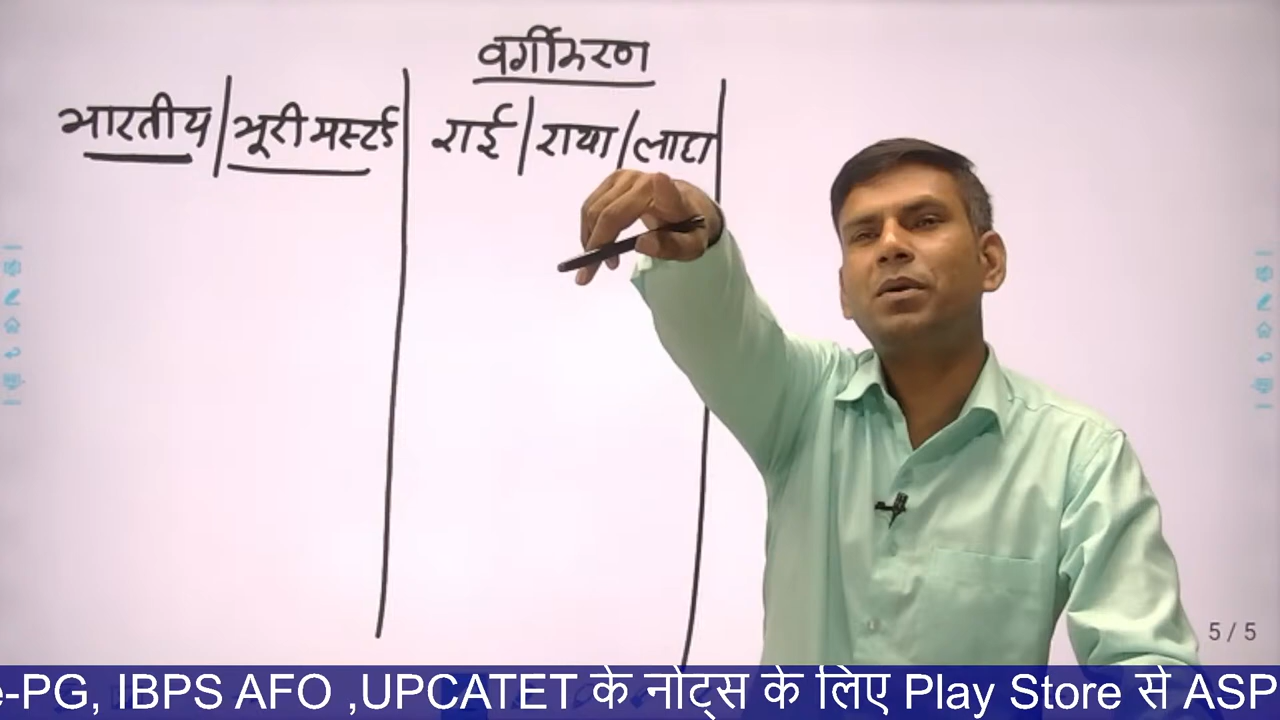 वर्गीकरण
भारतीय / भूरी मस्टर्ड | राई / राया / लाहा
5 / 5
e-PG, IBPS AFO ,UPCATET के नोट्स के लिए Play Store से ASP